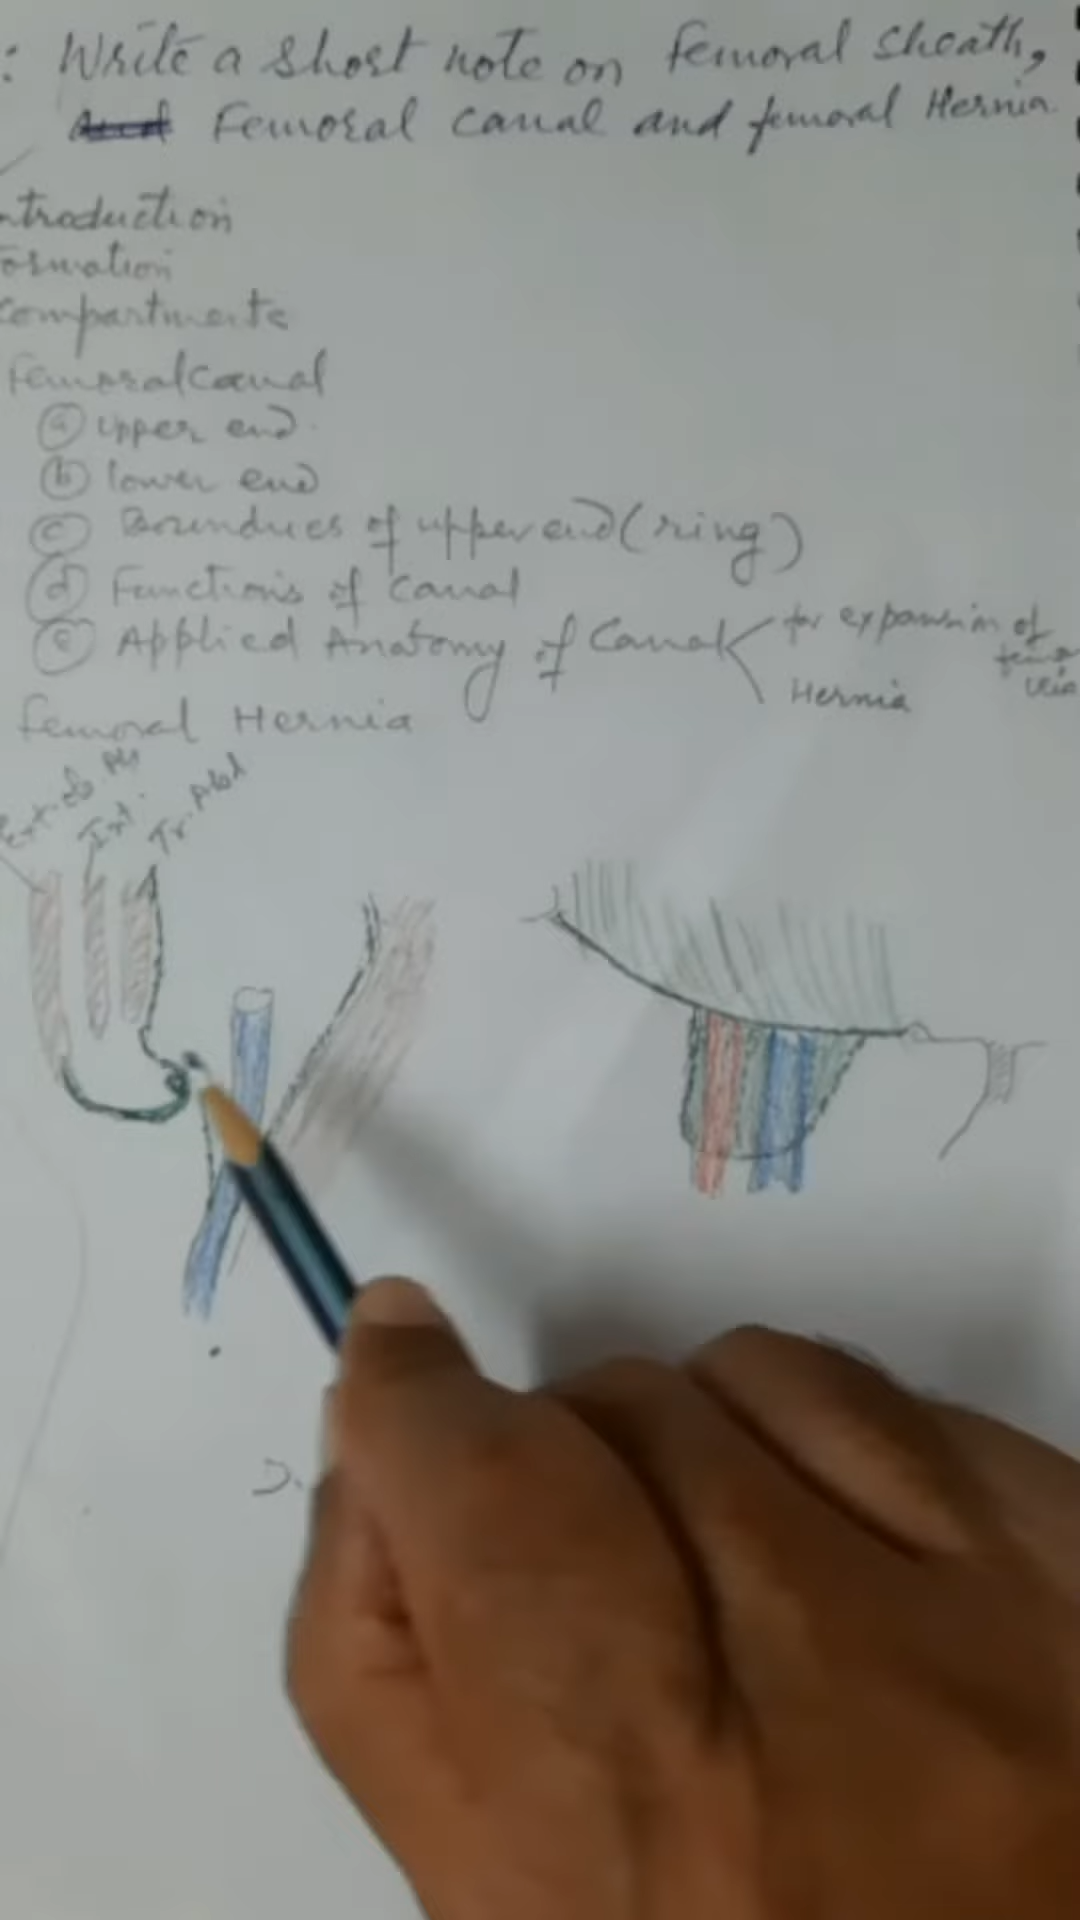 : Write a short note on femoral sheath,
Femoral canal and femoral Hernia
ntroduction
ormation
compartments
Femoral Canal
(a) upper end
(b) lower end
(c) Boundues of upper end (ring)
(d) Functions of Canal
(e) Applied Anatomy of Canal < for expansion of
Hernia
Femoral Hernia
Int.